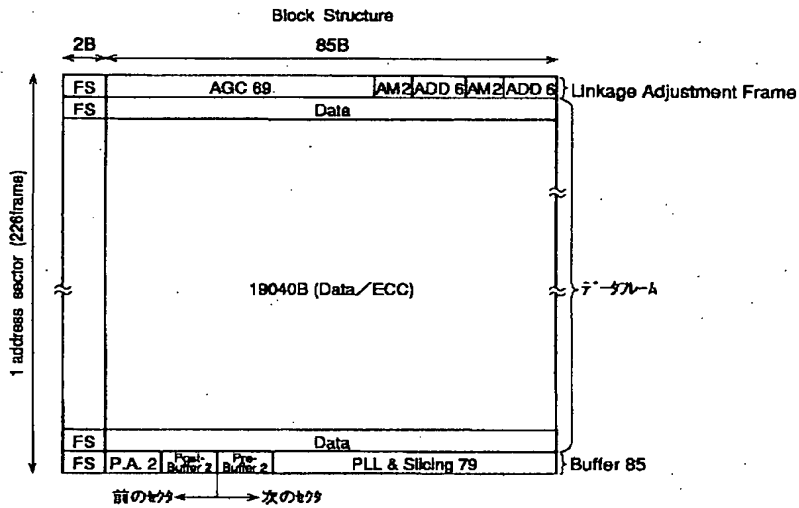 Block Structure
2B 85B
FS AGC 69. AM2 ADD 6 AM2 ADD 6 Linkage Adjustment Frame
FS Data
1 address sector (226frame)
19040B (Data/ECC)
データフレーム
FS Data
FS P.A. 2 Post-Buffer 2 Pre-Buffer 2 PLL & Slicing 79 Buffer 85
前のセクタ 次のセクタ